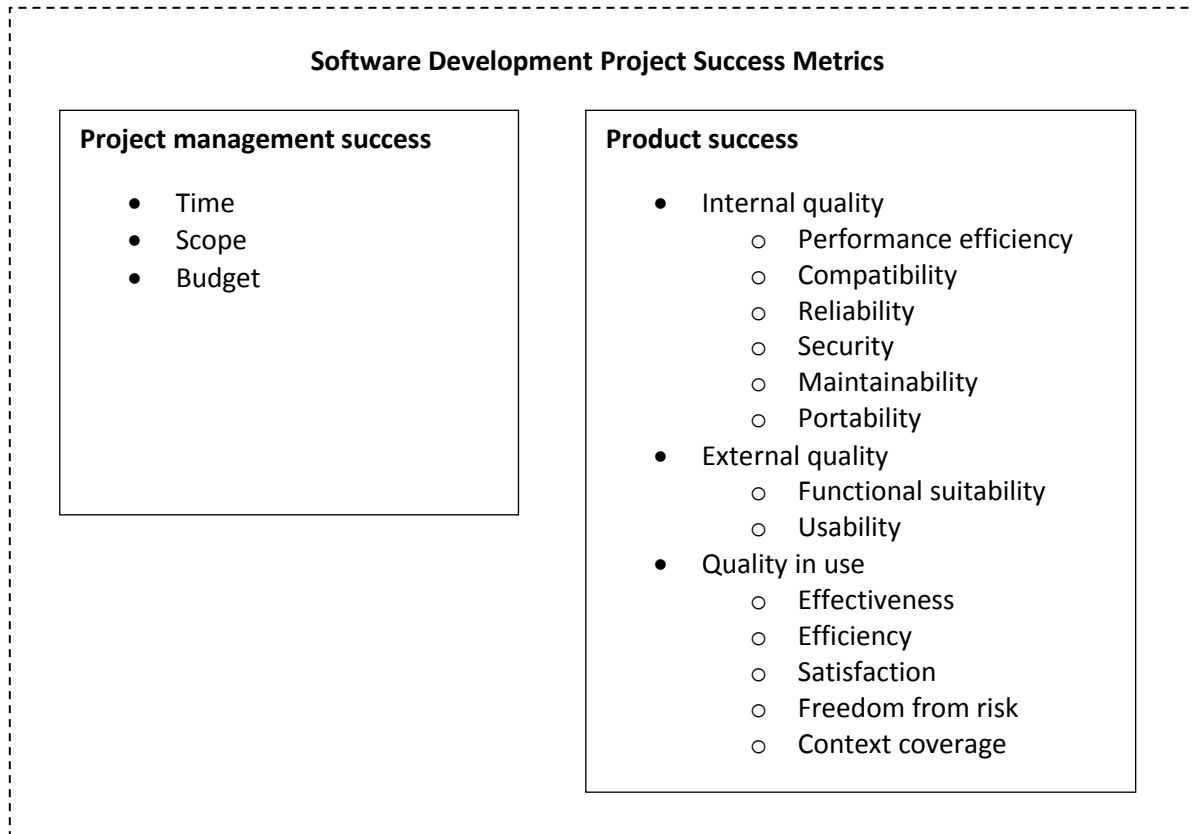 Software Development Project Success Metrics
Project management success
• Time
• Scope
• Budget
Product success
• Internal quality
o Performance efficiency
o Compatibility
o Reliability
o Security
o Maintainability
o Portability
• External quality
o Functional suitability
o Usability
• Quality in use
o Effectiveness
o Efficiency
o Satisfaction
o Freedom from risk
o Context coverage